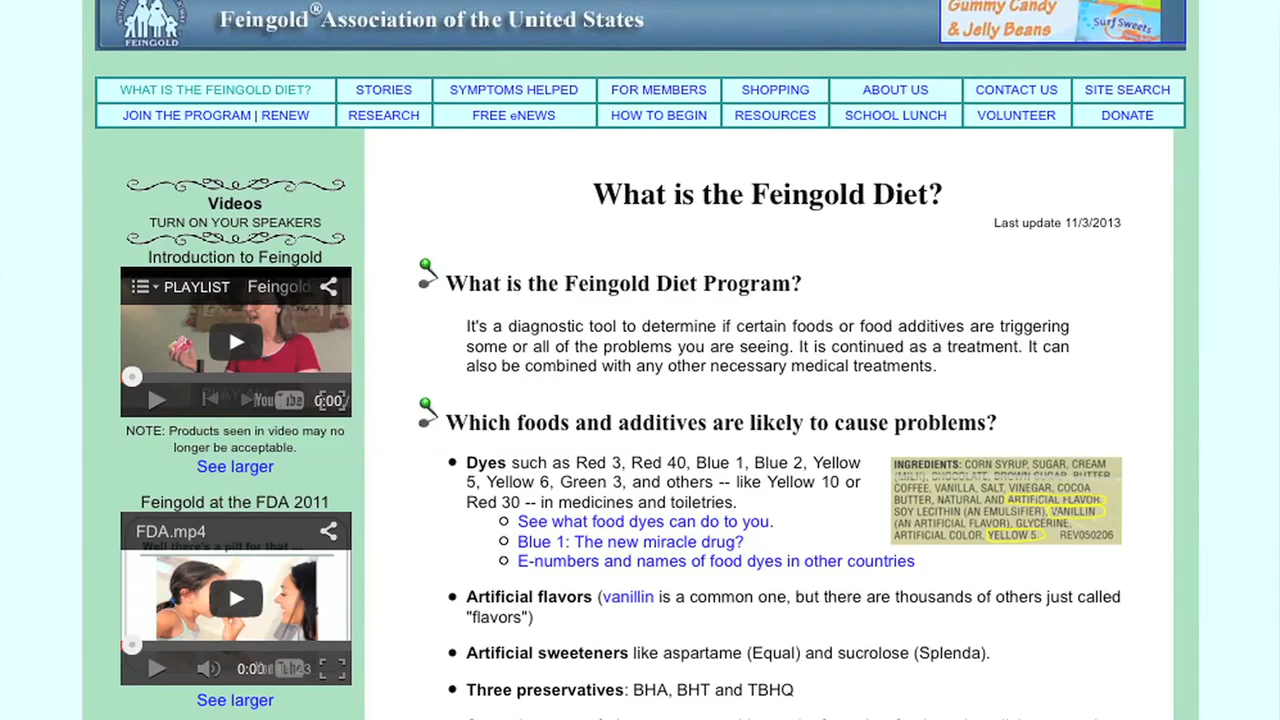 Feingold®Association of the United States
FEINGOLD
Gummy Candy
& Jelly Beans
Surf Sweets
WHAT IS THE FEINGOLD DIET? STORIES SYMPTOMS HELPED FOR MEMBERS SHOPPING ABOUT US CONTACT US SITE SEARCH
JOIN THE PROGRAM | RENEW RESEARCH FREE eNEWS HOW TO BEGIN RESOURCES SCHOOL LUNCH VOLUNTEER DONATE
Videos
TURN ON YOUR SPEAKERS
Introduction to Feingold
PLAYLIST Feingold
YouTube 0:00
NOTE: Products seen in video may no
longer be acceptable.
See larger
Feingold at the FDA 2011
FDA.mp4
Well there's a pill for that ...
See larger
What is the Feingold Diet?
Last update 11/3/2013
What is the Feingold Diet Program?
It's a diagnostic tool to determine if certain foods or food additives are triggering
some or all of the problems you are seeing. It is continued as a treatment. It can
also be combined with any other necessary medical treatments.
Which foods and additives are likely to cause problems?
Dyes such as Red 3, Red 40, Blue 1, Blue 2, Yellow
5, Yellow 6, Green 3, and others -- like Yellow 10 or
Red 30 -- in medicines and toiletries.
See what food dyes can do to you.
Blue 1: The new miracle drug?
E-numbers and names of food dyes in other countries
INGREDIENTS: CORN SYRUP, SUGAR, CREAM
(MILK), CHOCOLATE, BROWN SUGAR, BUTTER
COFFEE, VANILLA, SALT, VINEGAR, COCOA
BUTTER, NATURAL AND ARTIFICIAL FLAVOR,
SOY LECITHIN (AN EMULSIFIER), VANILLIN
(AN ARTIFICIAL FLAVOR), GLYCERINE,
ARTIFICIAL COLOR, YELLOW 5. REV050206
Artificial flavors (vanillin is a common one, but there are thousands of others just called
"flavors")
Artificial sweeteners like aspartame (Equal) and sucrolose (Splenda).
Three preservatives: BHA, BHT and TBHQ